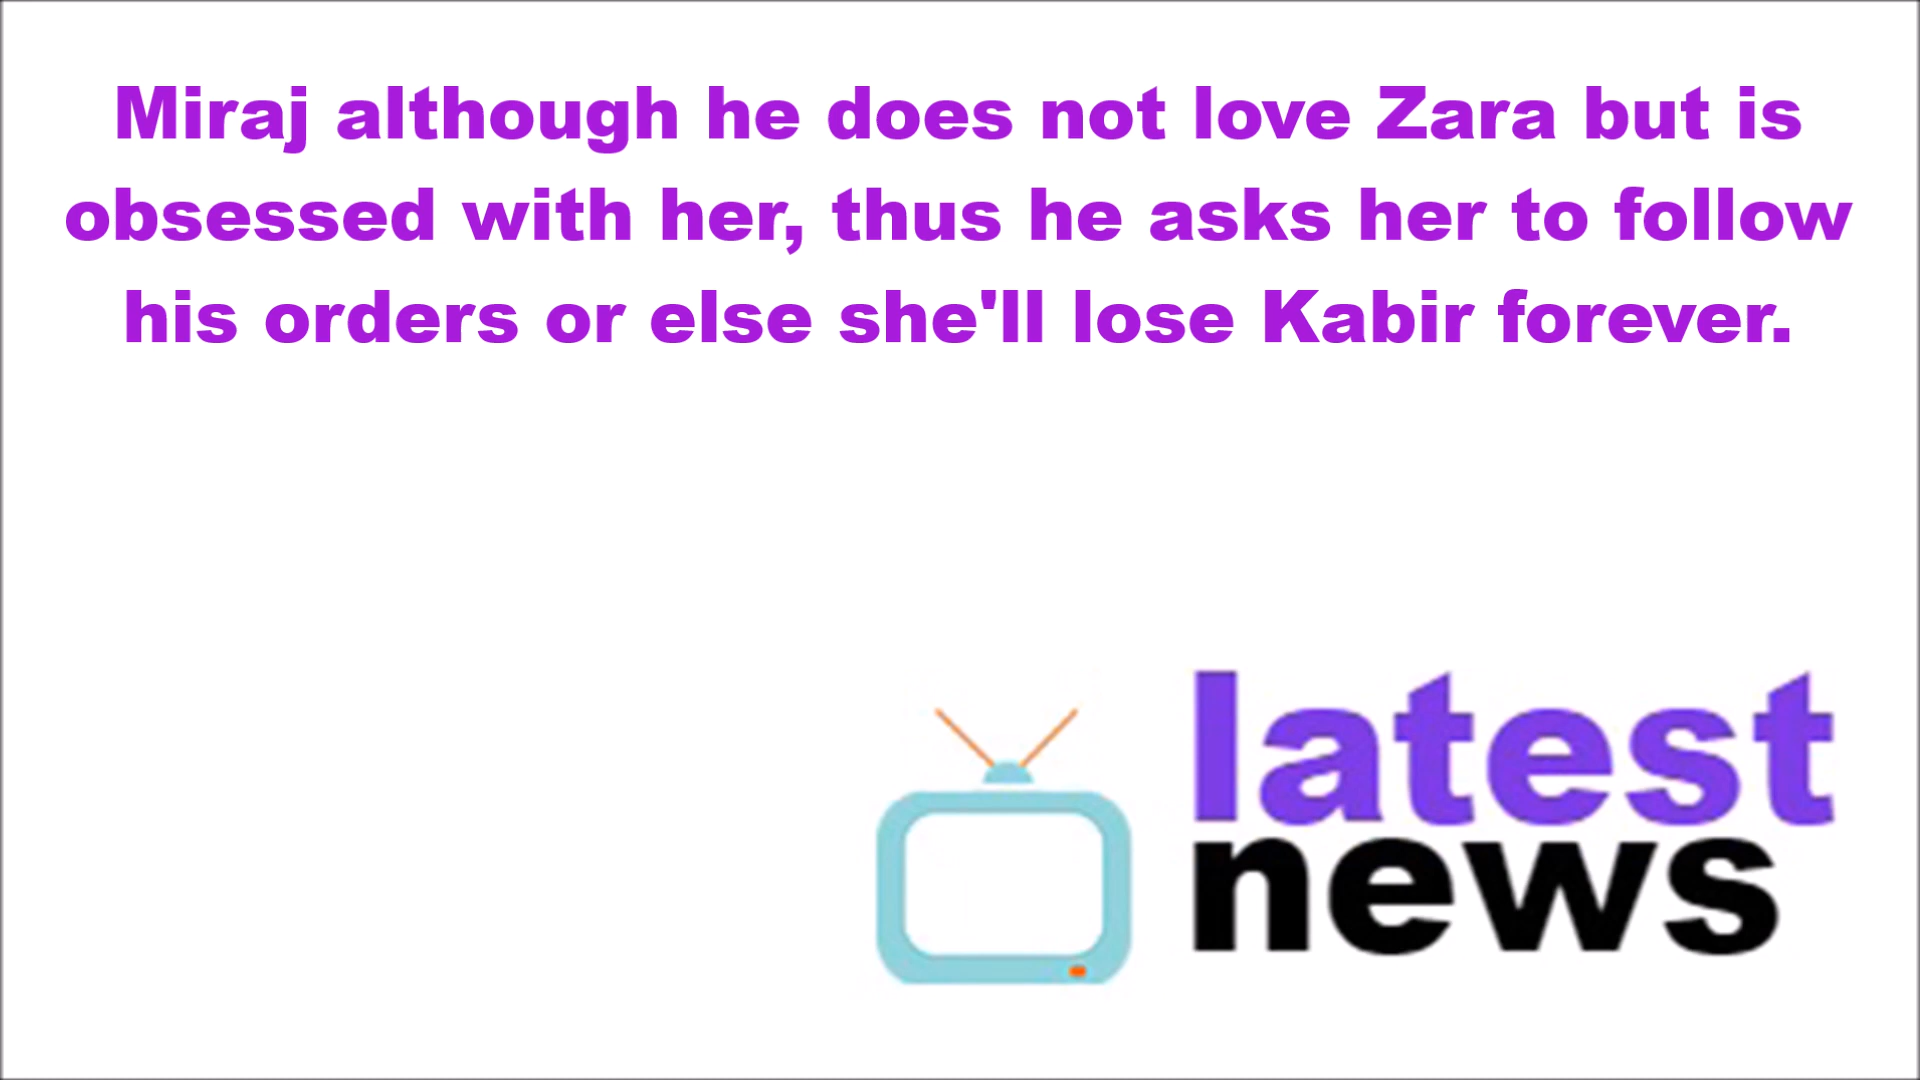 Miraj although he does not love Zara but is
obsessed with her, thus he asks her to follow
his orders or else she'll lose Kabir forever.
latest
news